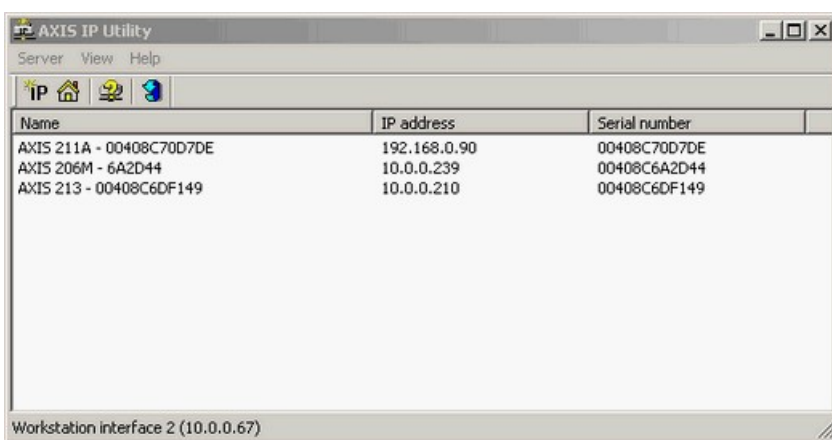 AXIS IP Utility
Server View Help
iP
Name IP address Serial number
AXIS 211A - 00408C70D7DE 192.168.0.90 00408C70D7DE
AXIS 206M - 6A2D44 10.0.0.239 00408C6A2D44
AXIS 213 - 00408C6DF149 10.0.0.210 00408C6DF149
Workstation interface 2 (10.0.0.67)